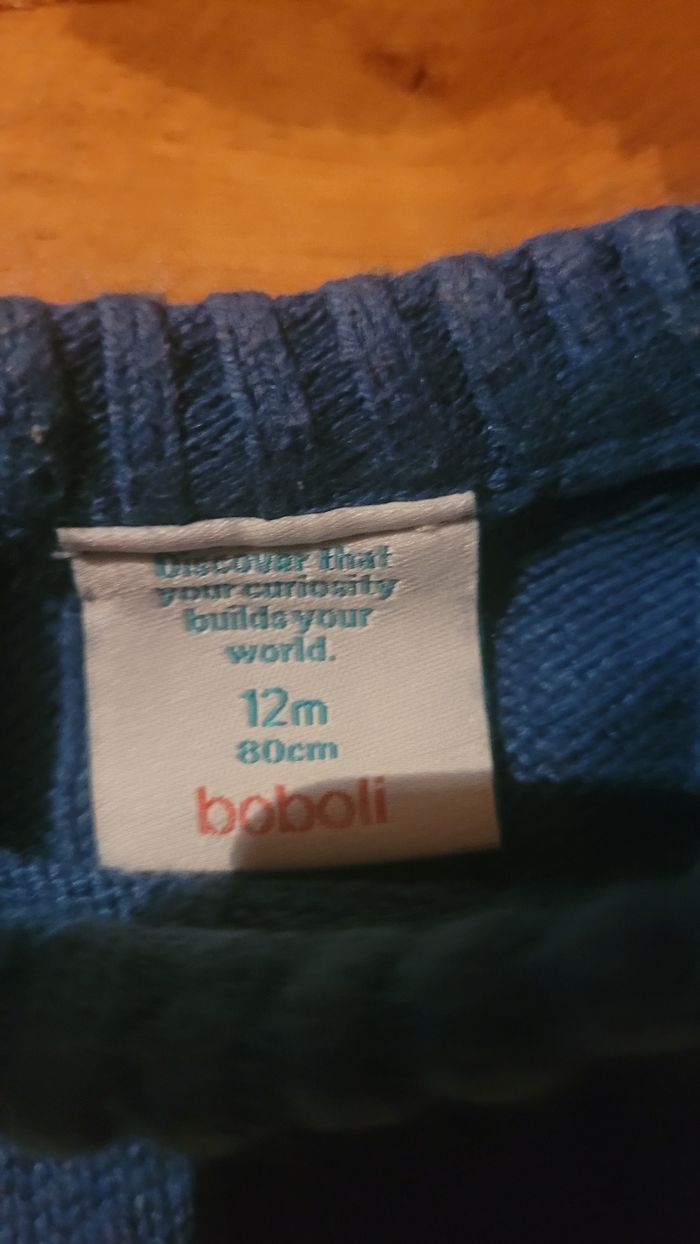 Discover that
your curiosity
builds your
world.
12m
80cm
boboli